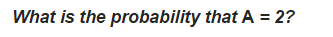 What is the probability that A = 2?